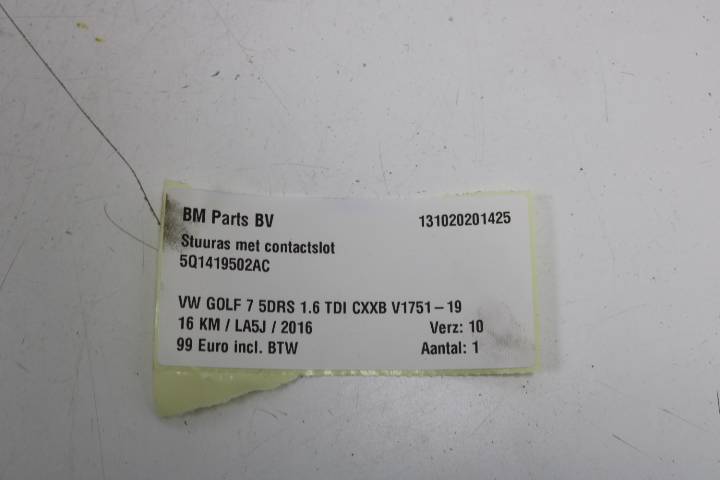 BM Parts BV 131020201425
Stuuras met contactslot
5Q1419502AC
VW GOLF 7 5DRS 1.6 TDI CXXB V1751-19
16 KM / LA5J / 2016 Verz: 10
99 Euro incl. BTW Aantal: 1